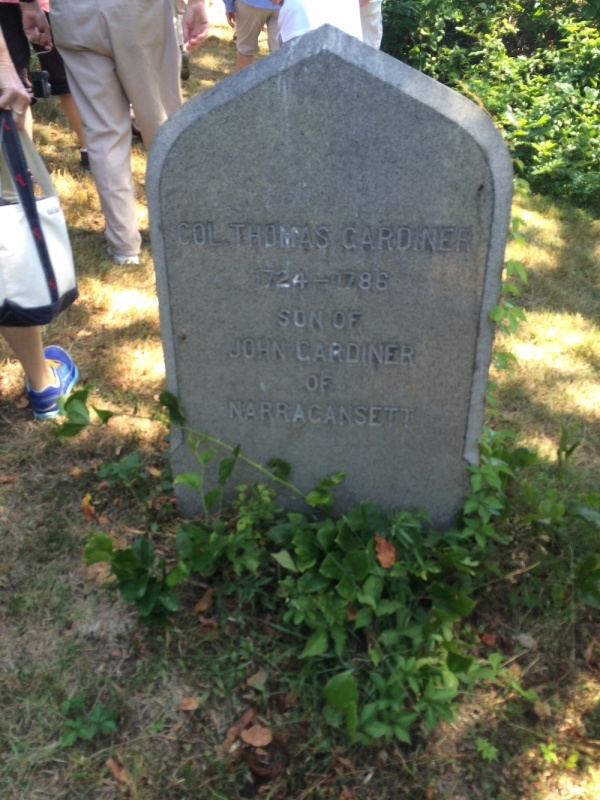 COL. THOMAS GARDINER
1724 – 1786
SON OF
JOHN GARDINER
OF
NARRAGANSETT